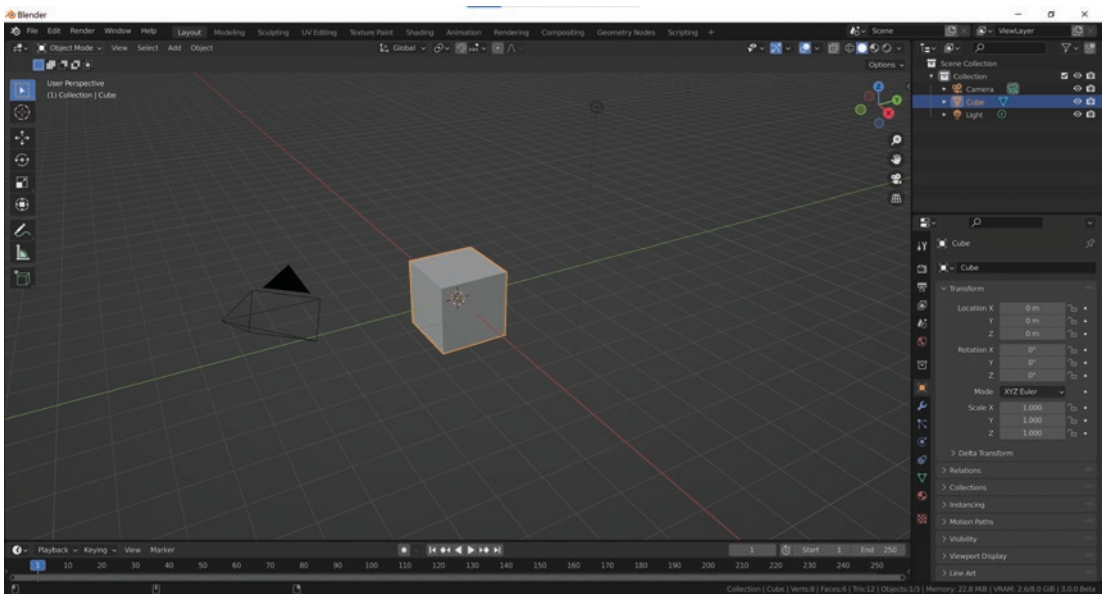 Blender
File Edit Render Window Help Layout Modeling Sculpting UV Editing Texture Paint Shading Animation Rendering Compositing Geometry Nodes Scripting + Scene ViewLayer
Object Mode View Select Add Object Global
Options
User Perspective
(1) Collection | Cube
Z
Y
X
Scene Collection
Collection
Camera
Cube
Light
Cube
Cube
Transform
Location X 0 m
Y 0 m
Z 0 m
Rotation X 0°
Y 0°
Z 0°
Mode XYZ Euler
Scale X 1.000
Y 1.000
Z 1.000
Delta Transform
Relations
Collections
Instancing
Motion Paths
Visibility
Viewport Display
Line Art
Playback Keying View Marker 1 Start 1 End 250
1 10 20 30 40 50 60 70 80 90 100 110 120 130 140 150 160 170 180 190 200 210 220 230 240 250
Collection | Cube | Verts:8 | Faces:6 | Tris:12 | Objects:1/3 | Memory: 22.8 MiB | VRAM: 2.6/8.0 GiB | 3.0.0 Beta